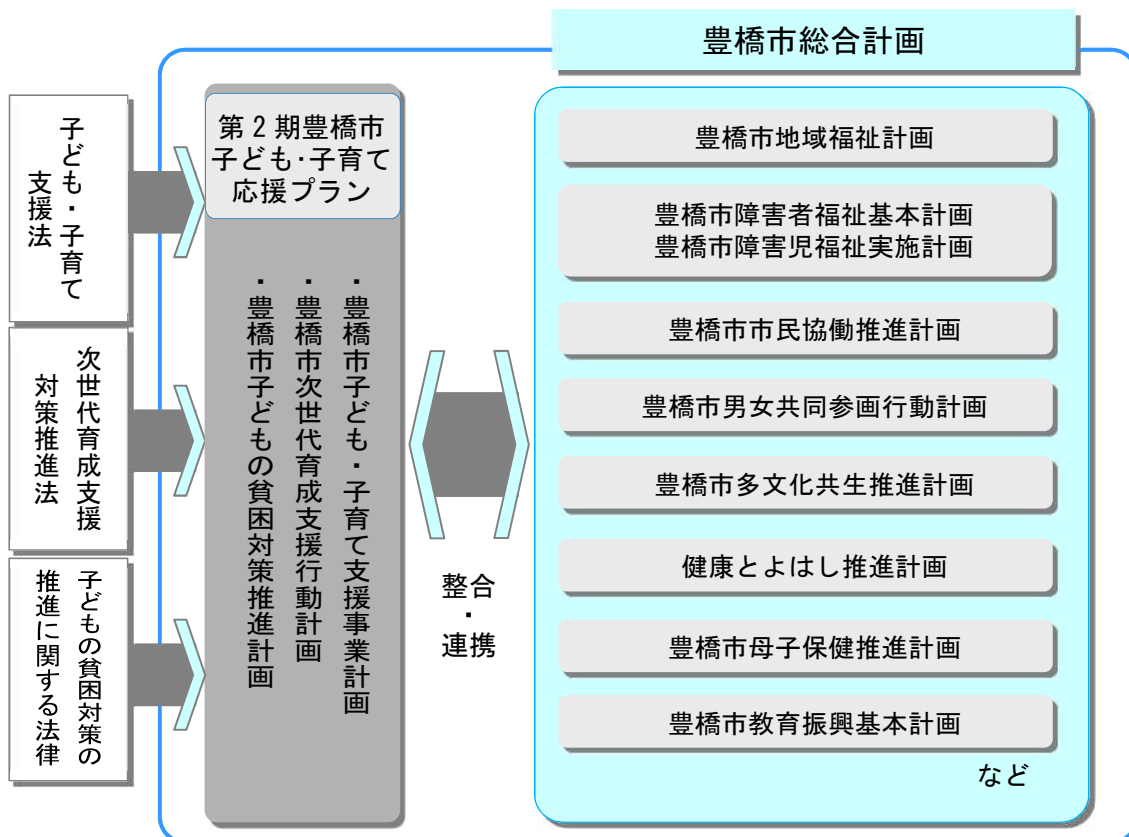 豊橋市総合計画
子ども・子育て
支援法
次世代育成支援
対策推進法
子どもの貧困対策の
推進に関する法律
第2期豊橋市
子ども・子育て
応援プラン
・豊橋市子ども・子育て支援事業計画
・豊橋市次世代育成支援行動計画
・豊橋市子どもの貧困対策推進計画
整合
・
連携
豊橋市地域福祉計画
豊橋市障害者福祉基本計画
豊橋市障害児福祉実施計画
豊橋市市民協働推進計画
豊橋市男女共同参画行動計画
豊橋市多文化共生推進計画
健康とよはし推進計画
豊橋市母子保健推進計画
豊橋市教育振興基本計画
など